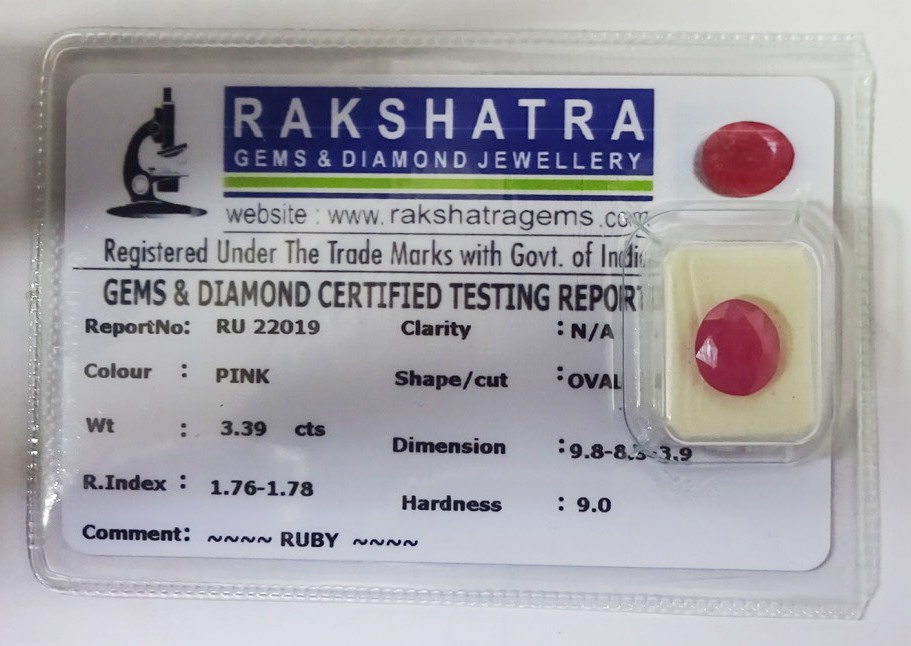 RAKSHATRA
GEMS & DIAMOND JEWELLERY
website : www. rakshatragems .com
Registered Under The Trade Marks with Govt. of India
GEMS & DIAMOND CERTIFIED TESTING REPORT
ReportNo: RU 22019 Clarity : N/A
Colour : PINK Shape/cut : OVAL
Wt : 3.39 cts Dimension :
R.Index : 1.76-1.78 Hardness : 9.0
Comment: ~~~~ RUBY ~~~~